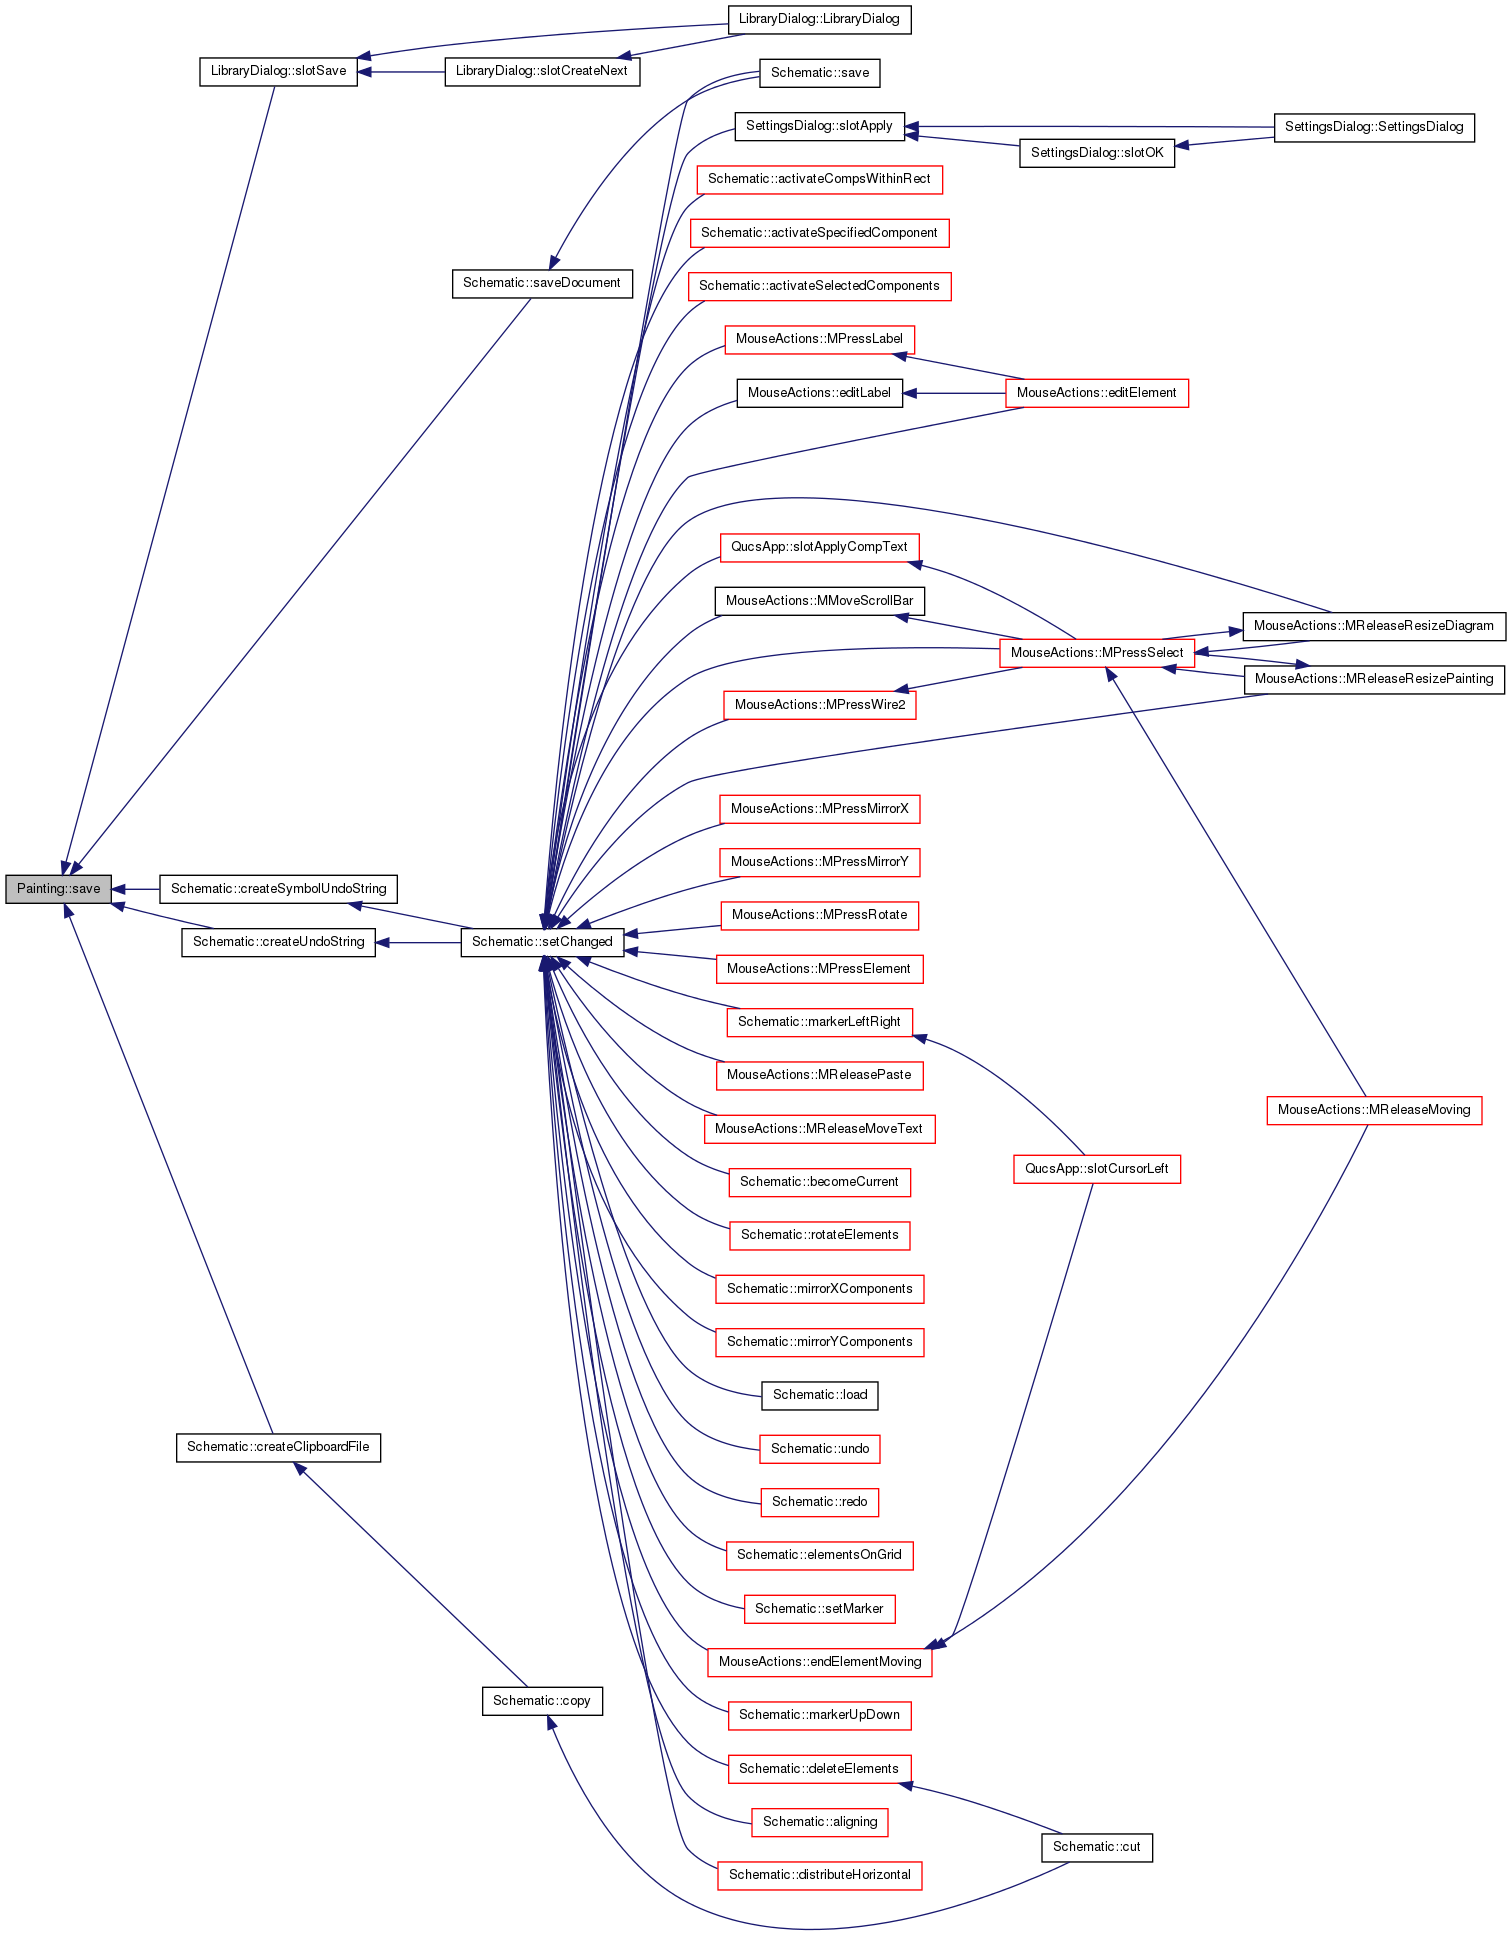 LibraryDialog::LibraryDialog
LibraryDialog::slotSave
LibraryDialog::slotCreateNext
Schematic::save
SettingsDialog::slotApply
SettingsDialog::SettingsDialog
SettingsDialog::slotOK
Schematic::activateCompsWithinRect
Schematic::activateSpecifiedComponent
Schematic::saveDocument
Schematic::activateSelectedComponents
MouseActions::MPressLabel
MouseActions::editLabel
MouseActions::editElement
QucsApp::slotApplyCompText
MouseActions::MMoveScrollBar
MouseActions::MReleaseResizeDiagram
MouseActions::MPressSelect
MouseActions::MReleaseResizePainting
MouseActions::MPressWire2
MouseActions::MPressMirrorX
MouseActions::MPressMirrorY
Painting::save
Schematic::createSymbolUndoString
MouseActions::MPressRotate
Schematic::createUndoString
Schematic::setChanged
MouseActions::MPressElement
Schematic::markerLeftRight
MouseActions::MReleasePaste
MouseActions::MReleaseMoving
MouseActions::MReleaseMoveText
QucsApp::slotCursorLeft
Schematic::becomeCurrent
Schematic::rotateElements
Schematic::mirrorXComponents
Schematic::mirrorYComponents
Schematic::load
Schematic::createClipboardFile
Schematic::undo
Schematic::redo
Schematic::elementsOnGrid
Schematic::setMarker
MouseActions::endElementMoving
Schematic::copy
Schematic::markerUpDown
Schematic::deleteElements
Schematic::aligning
Schematic::cut
Schematic::distributeHorizontal